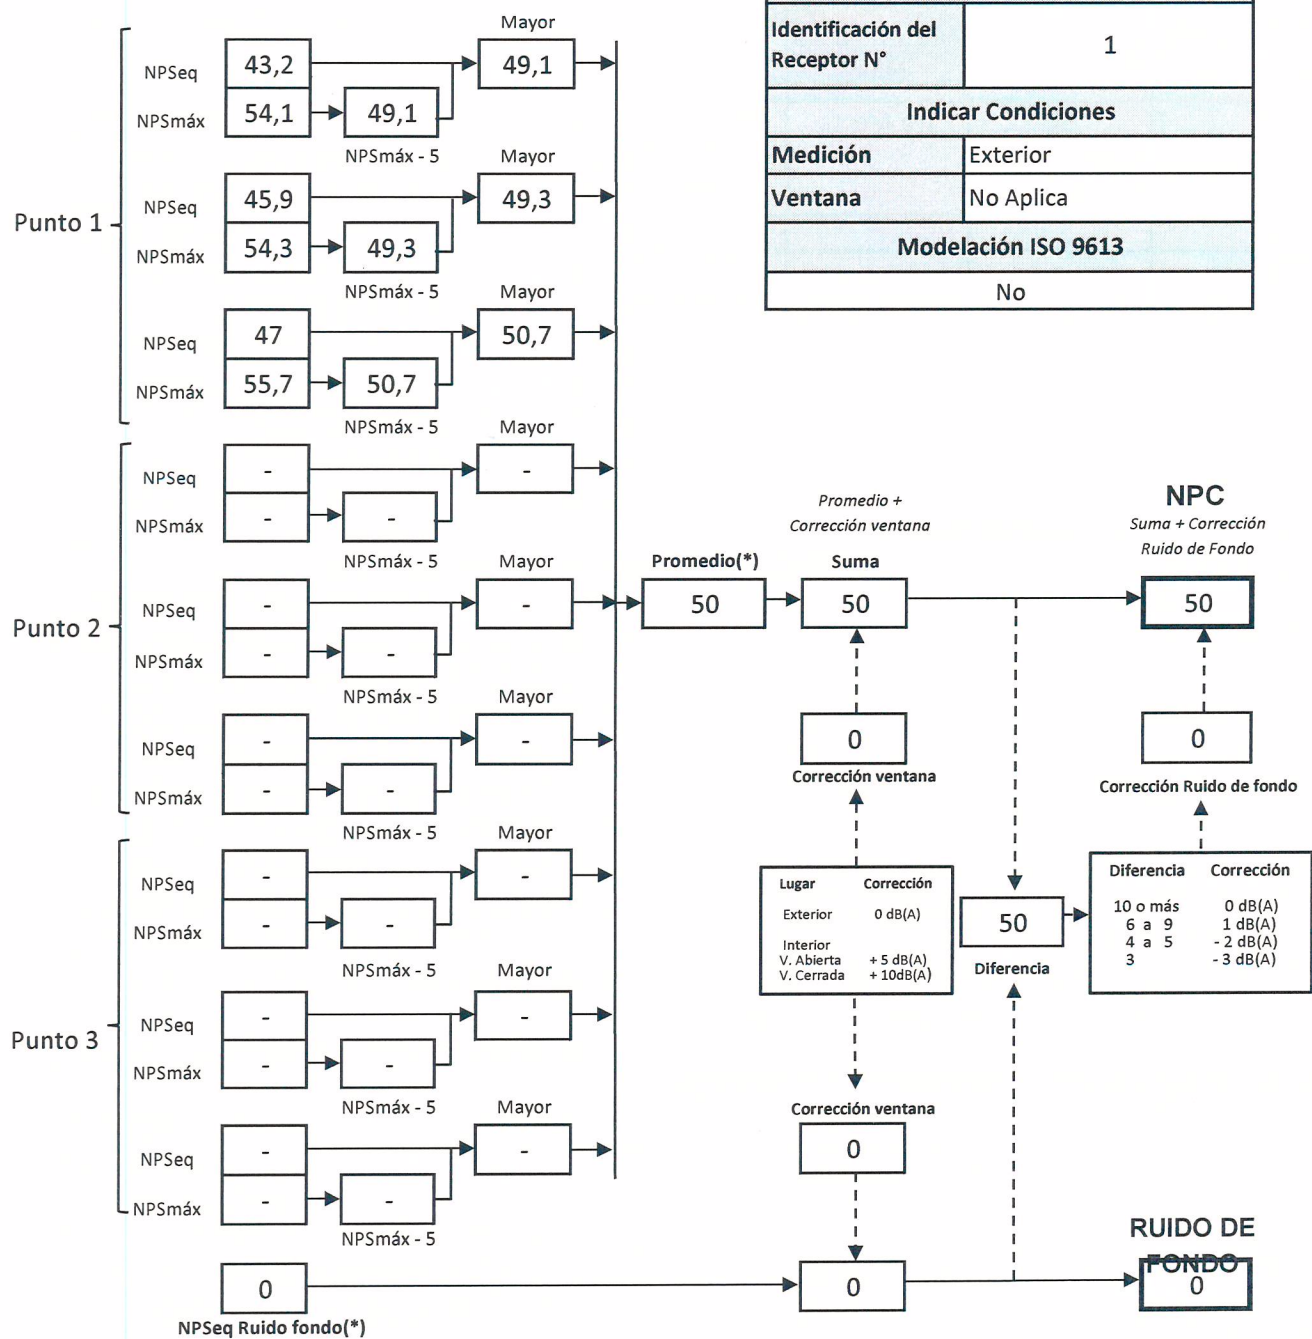 Identificación del
Receptor N°
1
Indicar Condiciones
Medición
Exterior
Ventana
No Aplica
Modelación ISO 9613
No
Punto 1
Mayor
NPSeq
43,2
49,1
NPSmáx
54,1
49,1
NPSmáx - 5
Mayor
NPSeq
45,9
49,3
NPSmáx
54,3
49,3
NPSmáx - 5
Mayor
NPSeq
47
50,7
NPSmáx
55,7
50,7
NPSmáx - 5
Punto 2
Mayor
NPSeq
-
-
NPSmáx
-
-
NPSmáx - 5
Mayor
NPSeq
-
-
NPSmáx
-
-
NPSmáx - 5
Mayor
NPSeq
-
-
NPSmáx
-
-
NPSmáx - 5
Punto 3
Mayor
NPSeq
-
-
NPSmáx
-
-
NPSmáx - 5
NPSeq
-
-
NPSmáx
-
-
NPSmáx - 5
Mayor
NPSeq
-
-
NPSmáx
-
-
NPSmáx - 5
0
NPSeq Ruido fondo(*)
Promedio(*)
50
Promedio +
Corrección ventana
Suma
50
0
Corrección ventana
Lugar Corrección
Exterior 0 dB(A)
Interior
V. Abierta + 5 dB(A)
V. Cerrada + 10dB(A)
Corrección ventana
0
0
50
Diferencia
NPC
Suma + Corrección
Ruido de Fondo
50
0
Corrección Ruido de fondo
Diferencia Corrección
10 o más 0 dB(A)
6 a 9 1 dB(A)
4 a 5 - 2 dB(A)
3 - 3 dB(A)
RUIDO DE
FONDO
0